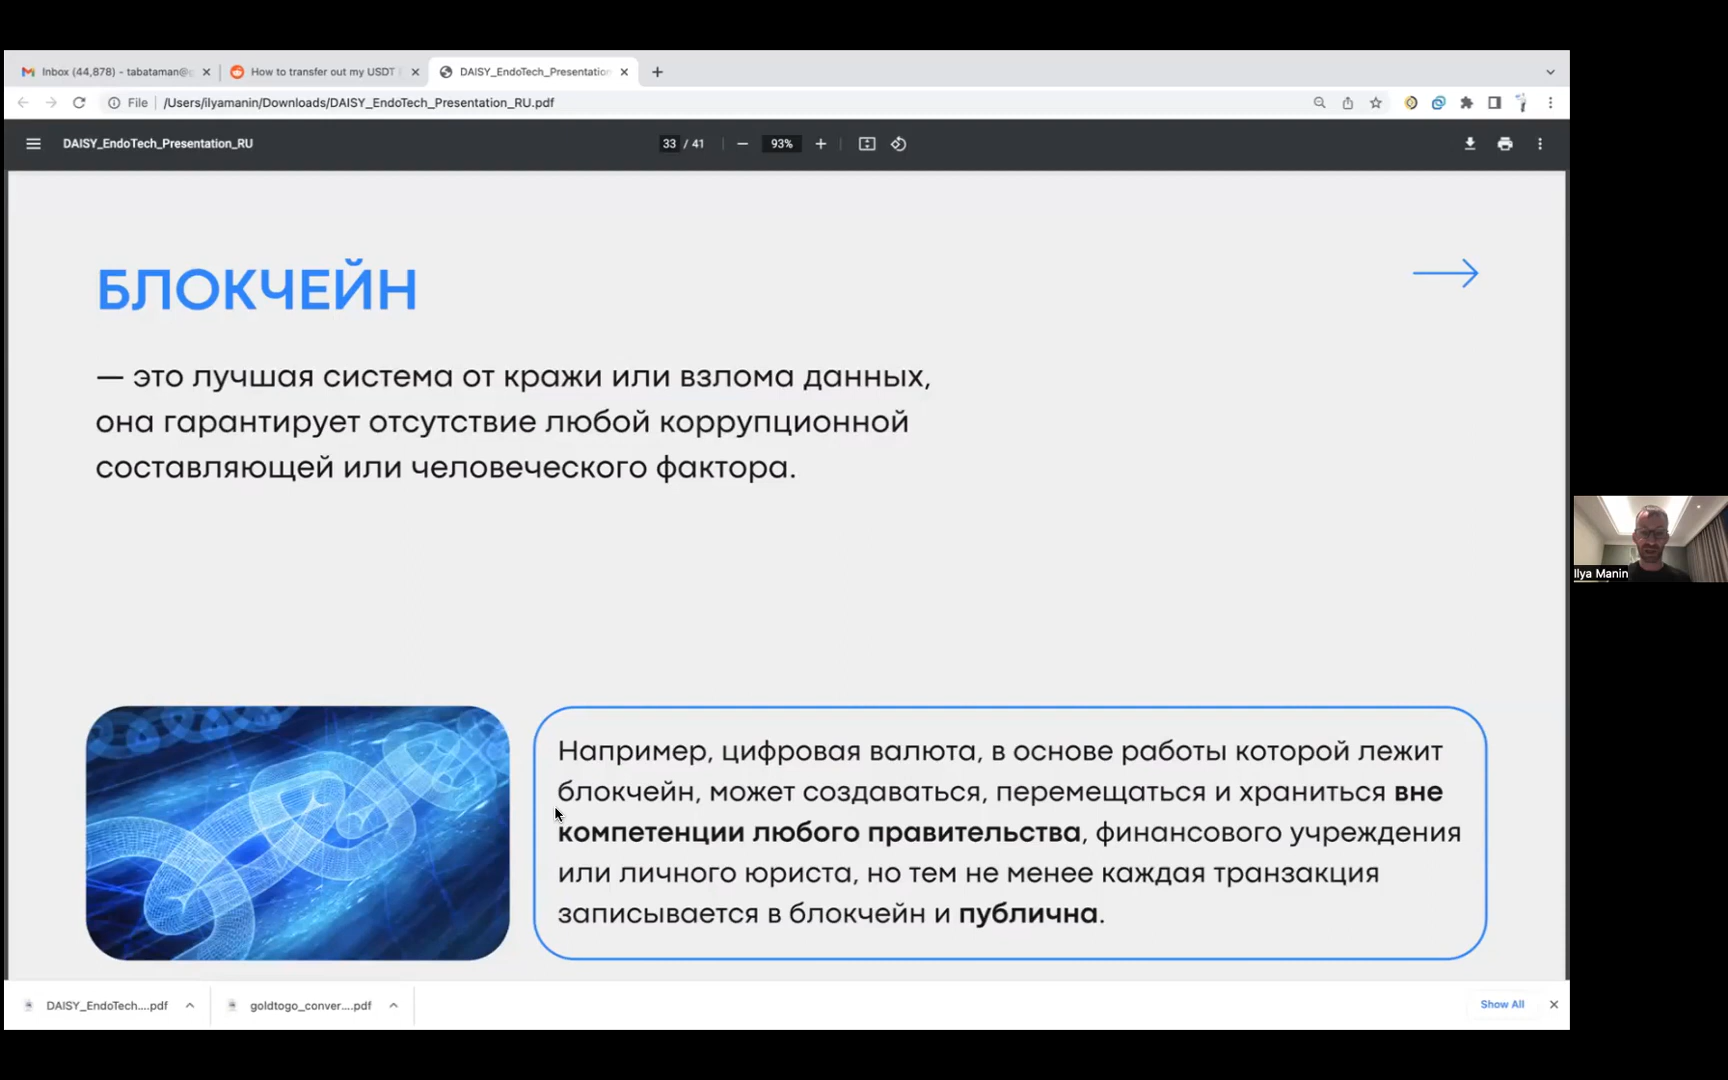 Inbox (44,878) - tabataman@
How to transfer out my USDT
DAISY_EndoTech_Presentation
File
/Users/ilyamanin/Downloads/DAISY_EndoTech_Presentation_RU.pdf
DAISY_EndoTech_Presentation_RU
33 / 41
93%
БЛОКЧЕЙН
— это лучшая система от кражи или взлома данных,
она гарантирует отсутствие любой коррупционной
составляющей или человеческого фактора.
Ilya Manin
Например, цифровая валюта, в основе работы которой лежит
блокчейн, может создаваться, перемещаться и храниться вне
компетенции любого правительства, финансового учреждения
или личного юриста, но тем не менее каждая транзакция
записывается в блокчейн и публична.
DAISY_EndoTech....pdf
goldtogo_conver....pdf
Show All